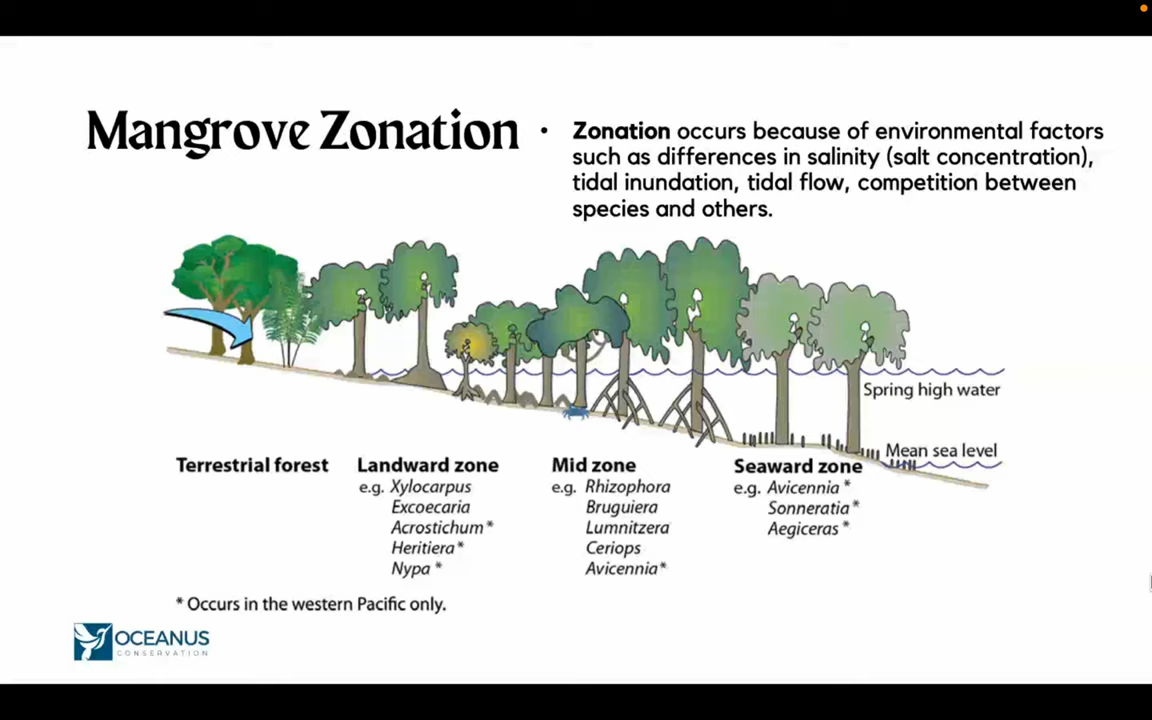 Mangrove Zonation
• Zonation occurs because of environmental factors
such as differences in salinity (salt concentration),
tidal inundation, tidal flow, competition between
species and others.
Spring high water
Mean sea level
Terrestrial forest
Landward zone
e.g. Xylocarpus
Excoecaria
Acrostichum*
Heritiera*
Nypa *
Mid zone
e.g. Rhizophora
Bruguiera
Lumnitzera
Ceriops
Avicennia*
Seaward zone
e.g. Avicennia *
Sonneratia*
Aegiceras *
* Occurs in the western Pacific only.
OCEANUS
CONSERVATION